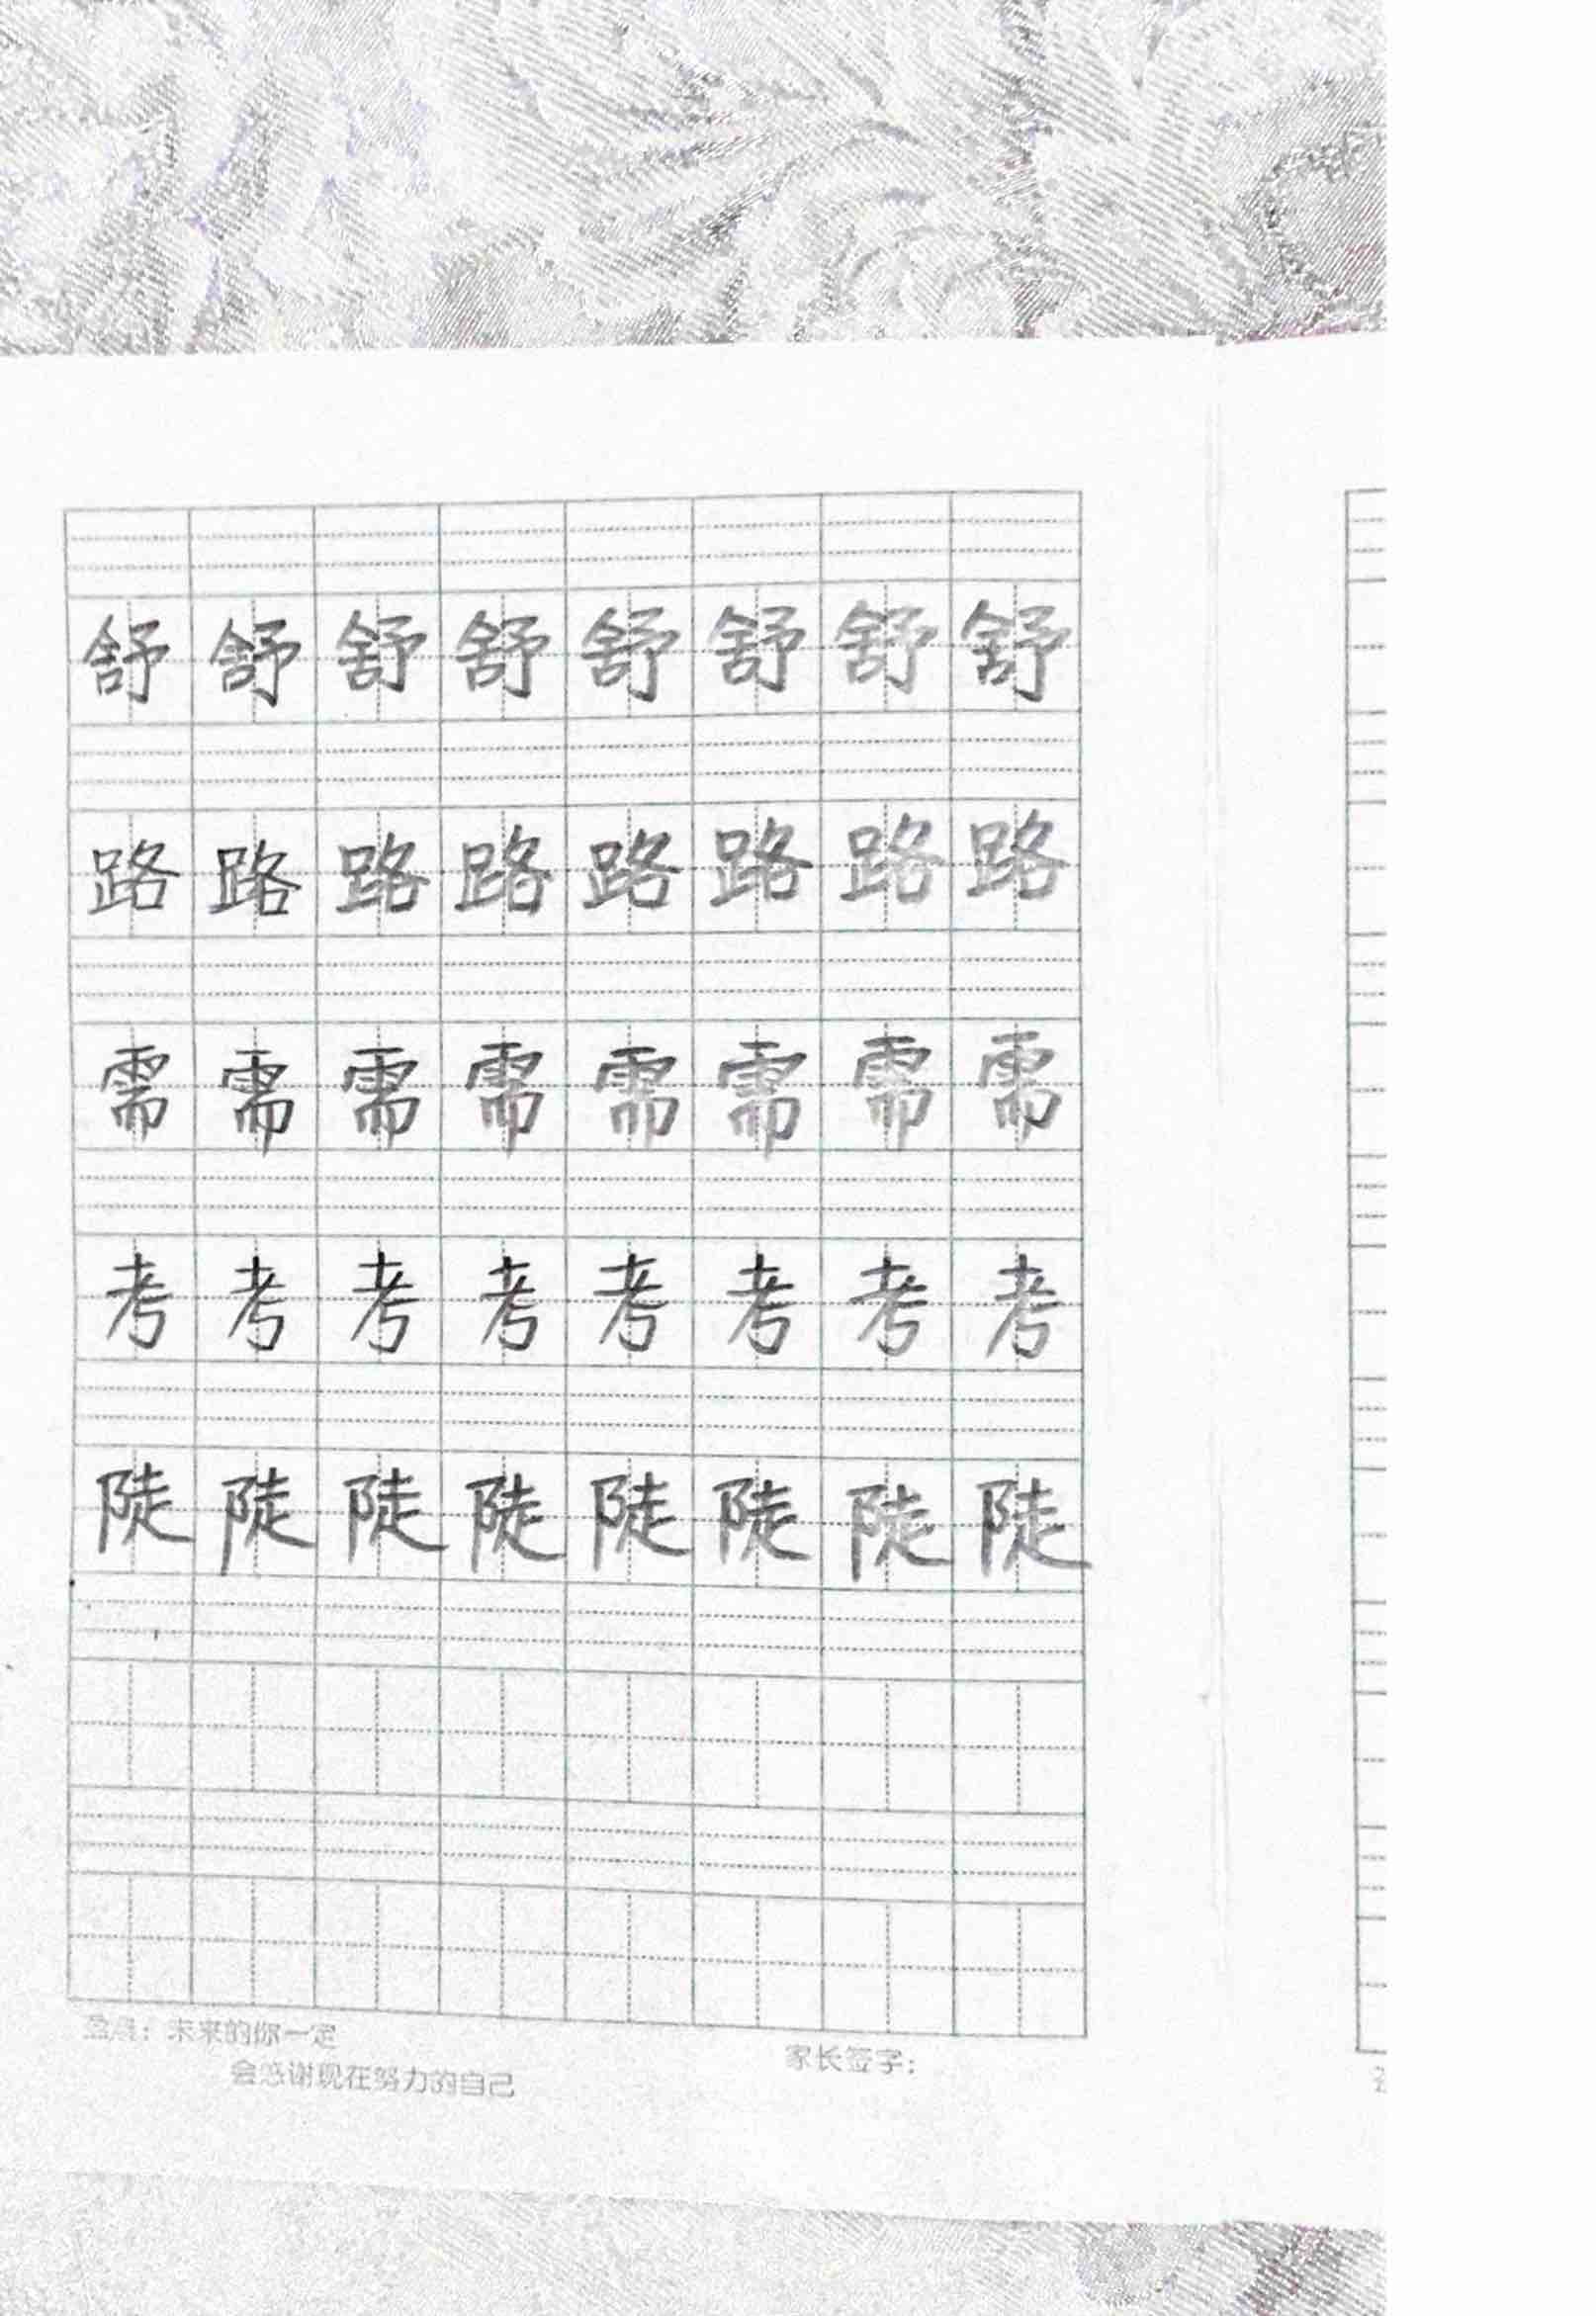 舒舒舒舒舒舒舒舒
路路路路路路路路
需需需需需需需需
考考考考考考考考
陡陡陡陡陡陡陡陡
未来的你一定
会感谢现在努力的自己
家长签字：